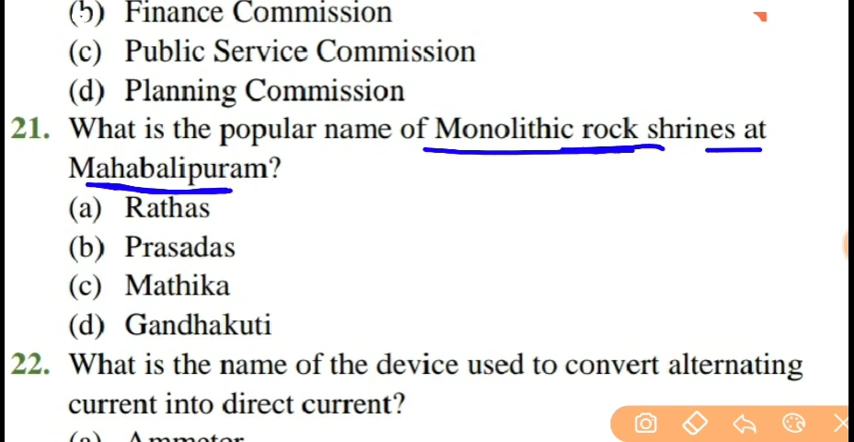 (b) Finance Commission
(c) Public Service Commission
(d) Planning Commission
21. What is the popular name of Monolithic rock shrines at
Mahabalipuram?
(a) Rathas
(b) Prasadas
(c) Mathika
(d) Gandhakuti
22. What is the name of the device used to convert alternating
current into direct current?
(a) Ammeter